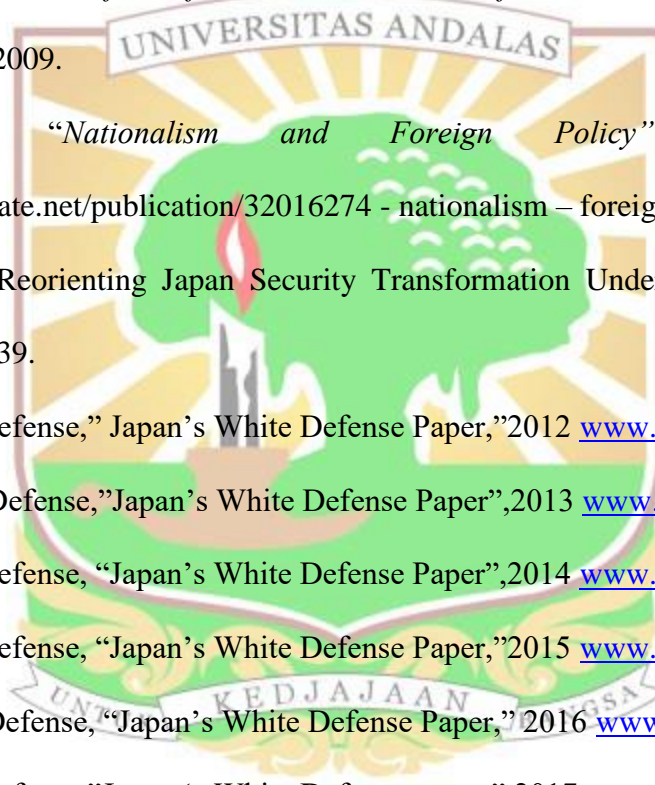 UNIVERSITAS ANDALAS
2009.
“Nationalism and Foreign Policy”
ate.net/publication/32016274 - nationalism – foreig
Reorienting Japan Security Transformation Unde
39.
efense,” Japan’s White Defense Paper,”2012 www.
Defense,”Japan’s White Defense Paper”,2013 www.
efense, “Japan’s White Defense Paper”,2014 www.
efense, “Japan’s White Defense Paper,”2015 www.
UNTUK KEDJAJAAN BANGSA
Defense, “Japan’s White Defense Paper,” 2016 www